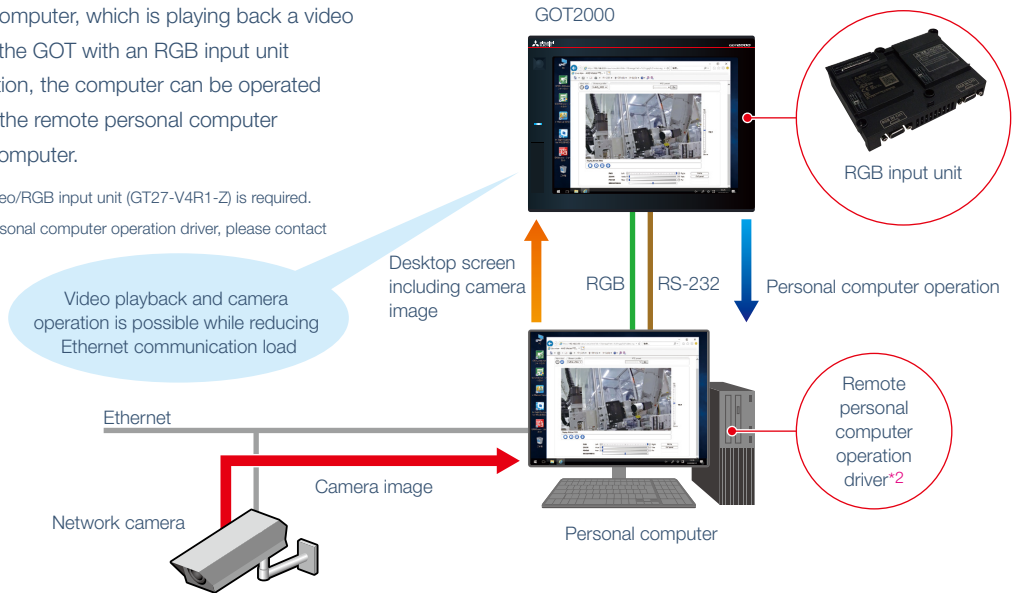 omputer, which is playing back a video
the GOT with an RGB input unit
tion, the computer can be operated
the remote personal computer
omputer.
eo/RGB input unit (GT27-V4R1-Z) is required.
rsonal computer operation driver, please contact
GOT2000
RGB input unit
Video playback and camera
operation is possible while reducing
Ethernet communication load
Desktop screen
including camera
image
RGB
RS-232
Personal computer operation
Remote
personal
computer
operation
driver*2
Ethernet
Camera image
Network camera
Personal computer